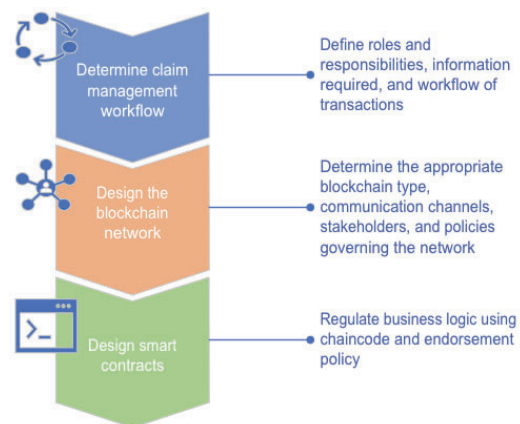 Determine claim
management
workflow
Define roles and
responsibilities, information
required, and workflow of
transactions
Design the
blockchain
network
Determine the appropriate
blockchain type,
communication channels,
stakeholders, and policies
governing the network
Design smart
contracts
Regulate business logic using
chaincode and endorsement
policy